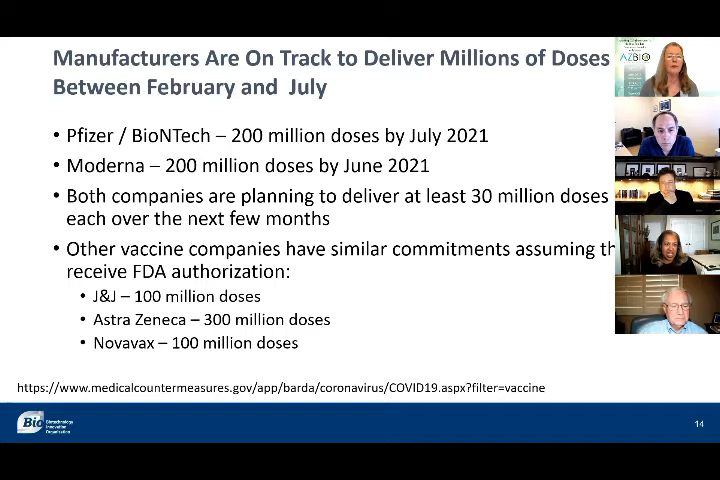 Manufacturers Are On Track to Deliver Millions of Doses
Between February and July
• Pfizer / BioNTech – 200 million doses by July 2021
• Moderna – 200 million doses by June 2021
• Both companies are planning to deliver at least 30 million doses
each over the next few months
• Other vaccine companies have similar commitments assuming th
receive FDA authorization:
• J&J – 100 million doses
• Astra Zeneca – 300 million doses
• Novavax – 100 million doses
https://www.medicalcountermeasures.gov/app/barda/coronavirus/COVID19.aspx?filter=vaccine
Bio
Biotechnology
Innovation
Organization
14
AZBIO